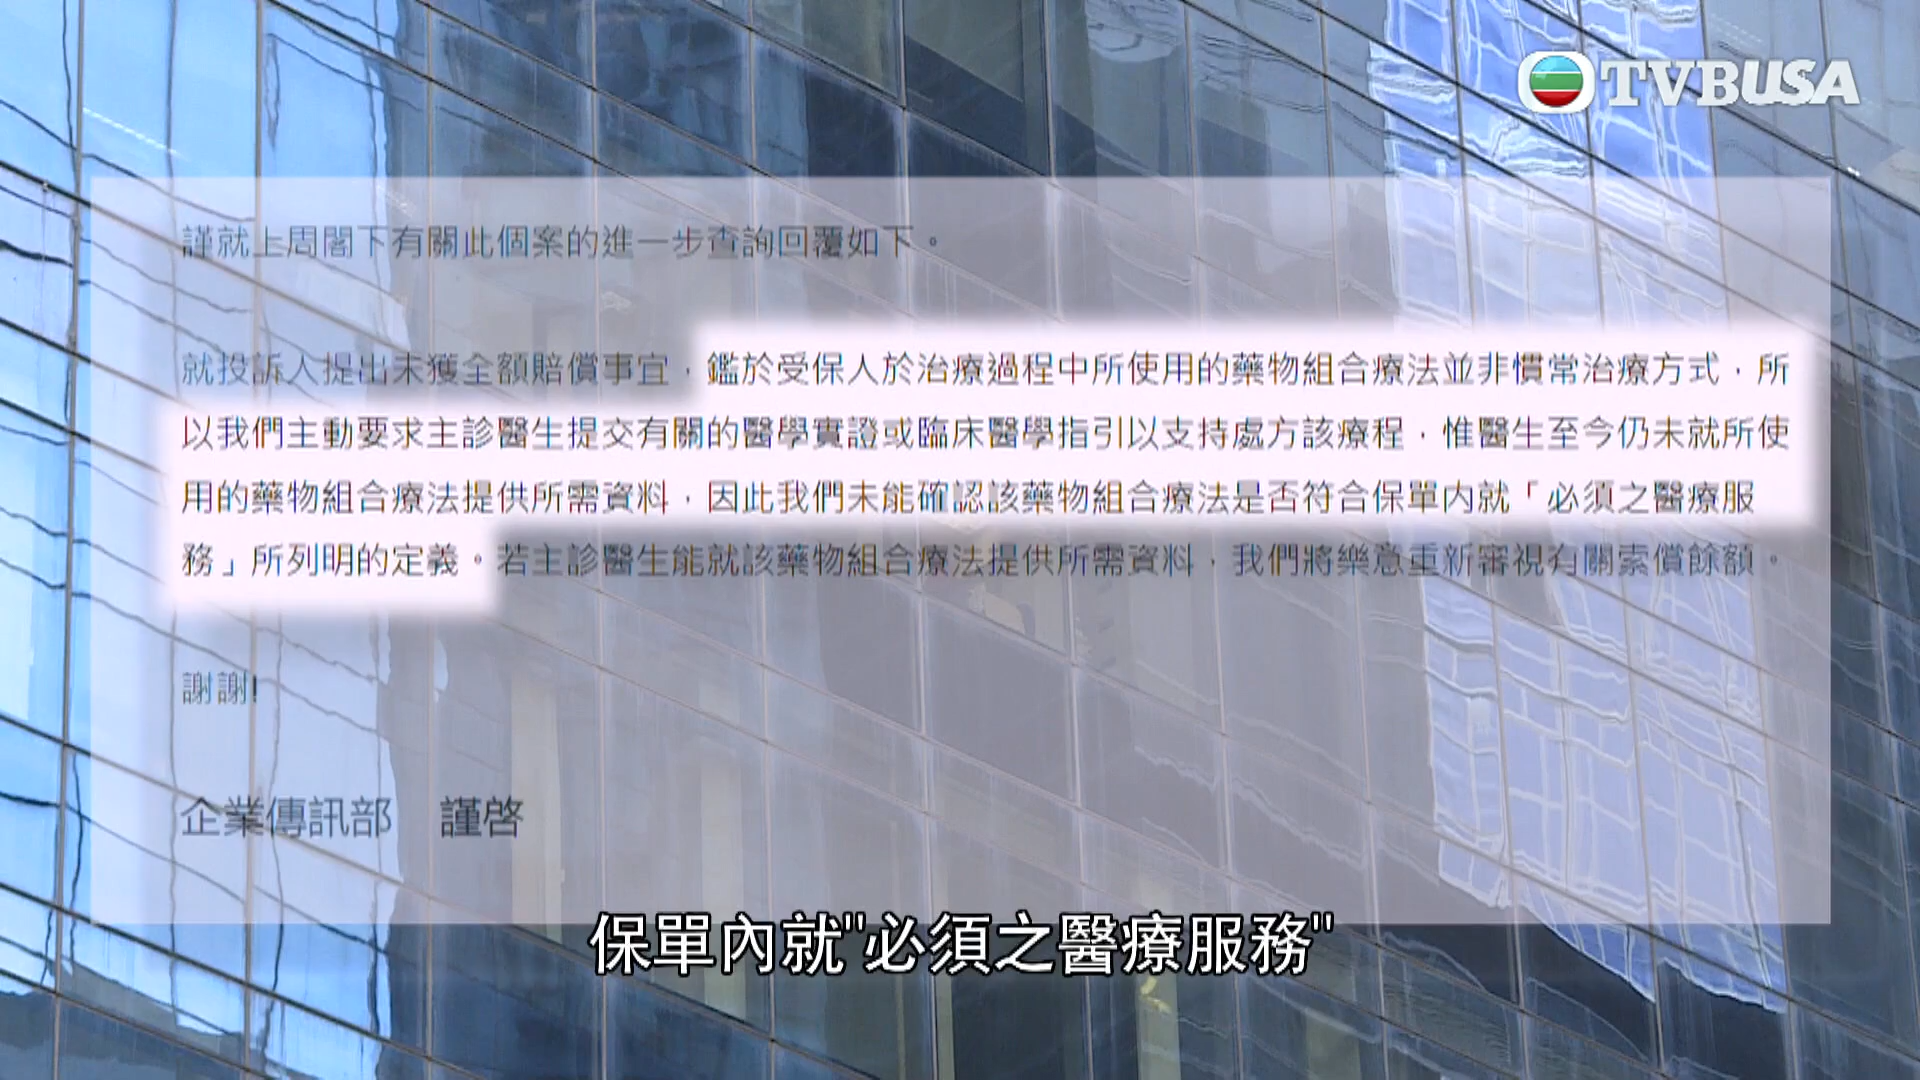 TVBUSA
謹就上周閣下有關此個案的進一步查詢回覆如下。
就投訴人提出未獲全額賠償事宜，鑑於受保人於治療過程中所使用的藥物組合療法並非慣常治療方式，所
以我們主動要求主診醫生提交有關的醫學實證或臨床醫學指引以支持處方該療程，惟醫生至今仍未就所使
用的藥物組合療法提供所需資料，因此我們未能確認該藥物組合療法是否符合保單內就「必須之醫療服
務」所列明的定義。若主診醫生能就該藥物組合療法提供所需資料，我們將樂意重新審視有關索償餘額。
謝謝!
企業傳訊部 謹啓
保單內就"必須之醫療服務"